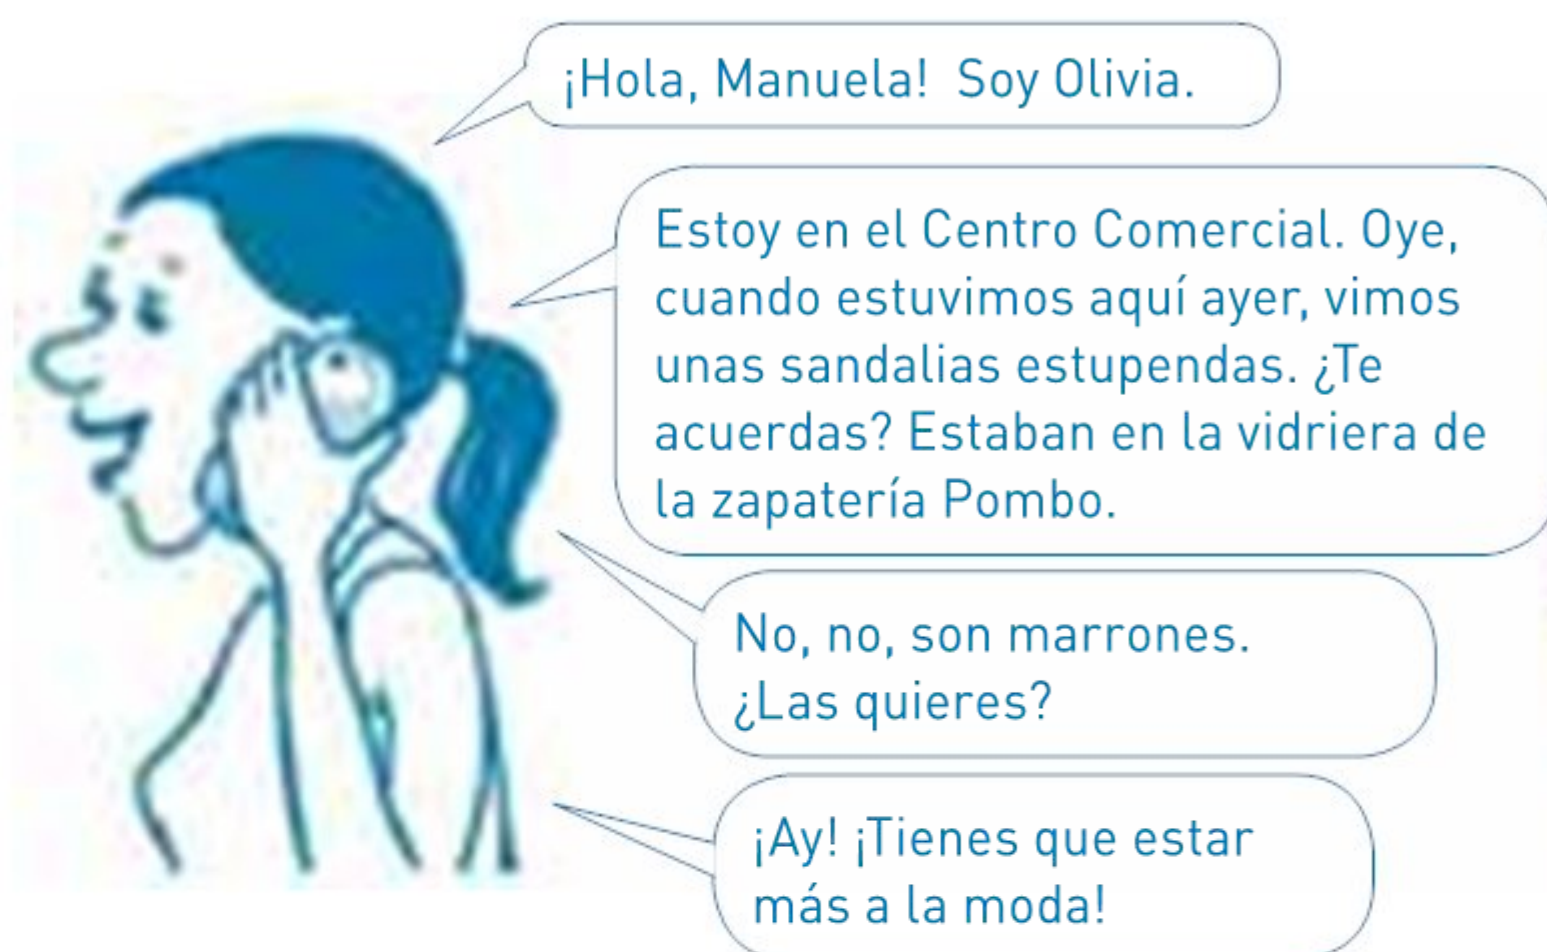 ¡Hola, Manuela! Soy Olivia.
Estoy en el Centro Comercial. Oye,
cuando estuvimos aquí ayer, vimos
unas sandalias estupendas. ¿Te
acuerdas? Estaban en la vidriera de
la zapatería Pombo.
No, no, son marrones.
¿Las quieres?
¡Ay! ¡Tienes que estar
más a la moda!